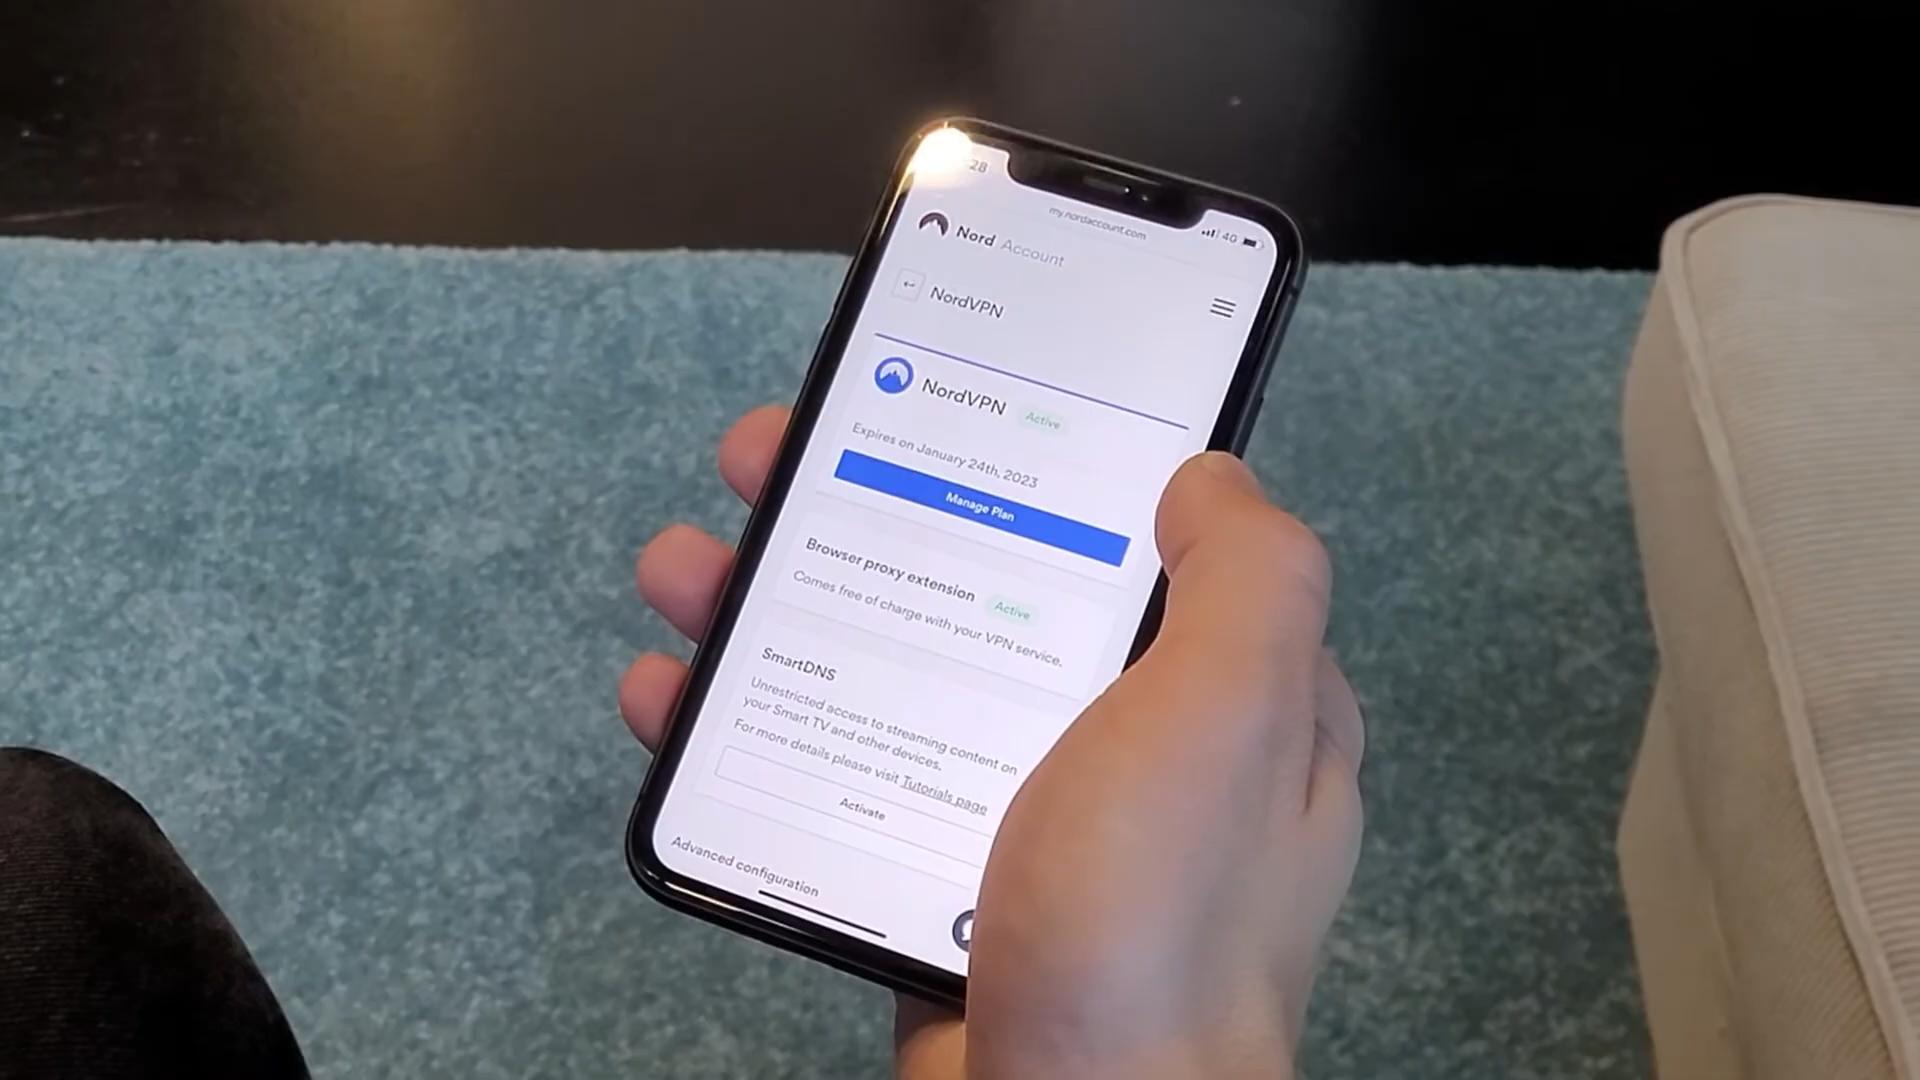 28
my.nordaccount.com
4G
Nord Account
NordVPN
NordVPN
Active
Expires on January 24th, 2023
Manage Plan
Browser proxy extension
Active
Comes free of charge with your VPN service.
SmartDNS
Unrestricted access to streaming content on
your Smart TV and other devices.
For more details please visit Tutorials page
Activate
Advanced configuration